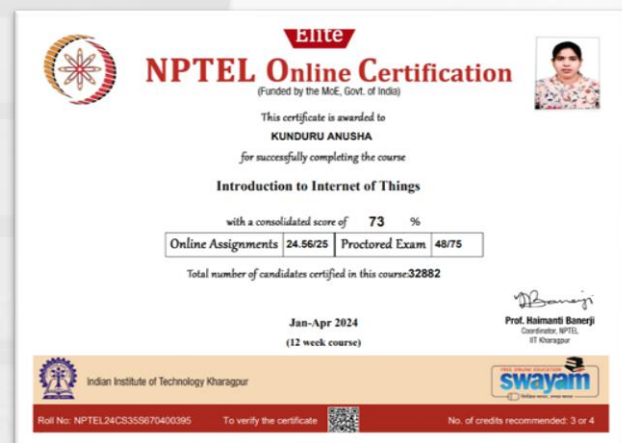 Elite
NPTEL Online Certification
(Funded by the MoE, Govt. of India)
This certificate is awarded to
KUNDURU ANUSHA
for successfully completing the course
Introduction to Internet of Things
with a consolidated score of 73 %
Online Assignments 24.56/25 Proctored Exam 48/75
Total number of candidates certified in this course:32882
Jan-Apr 2024
(12 week course)
Prof. Haimanti Banerji
Coordinator, NPTEL
IIT Kharagpur
Indian Institute of Technology Kharagpur
FREE ONLINE EDUCATION
swayam
Roll No: NPTEL24CS35S670400395 To verify the certificate No. of credits recommended: 3 or 4